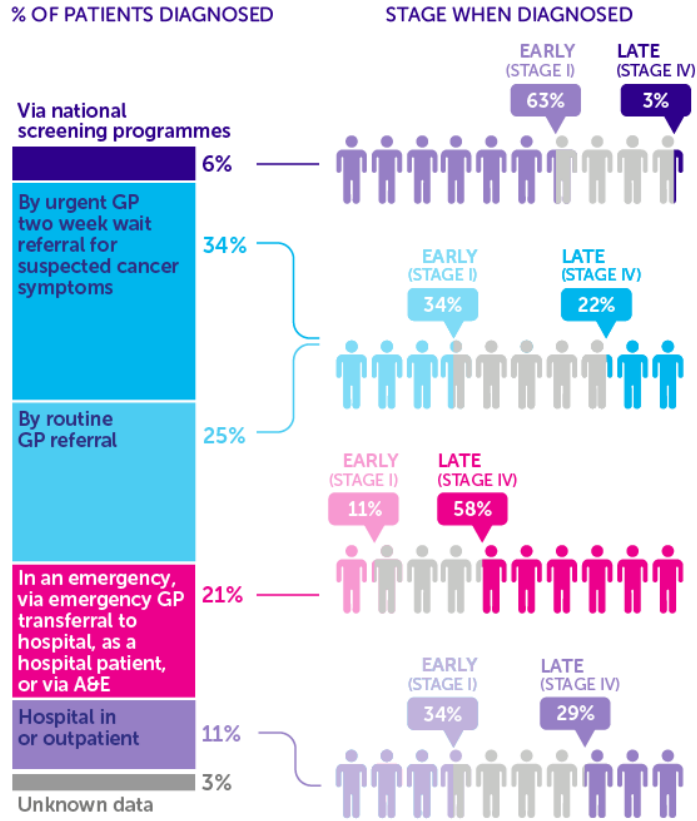 % OF PATIENTS DIAGNOSED
STAGE WHEN DIAGNOSED
Via national
screening programmes
6%
EARLY
(STAGE I)
63%
LATE
(STAGE IV)
3%
By urgent GP
two week wait
referral for
suspected cancer
symptoms
34%
By routine
GP referral
25%
EARLY
(STAGE I)
34%
LATE
(STAGE IV)
22%
In an emergency,
via emergency GP
transferral to
hospital, as a
hospital patient,
or via A&E
21%
EARLY
(STAGE I)
11%
LATE
(STAGE IV)
58%
Hospital in
or outpatient
11%
EARLY
(STAGE I)
34%
LATE
(STAGE IV)
29%
3%
Unknown data